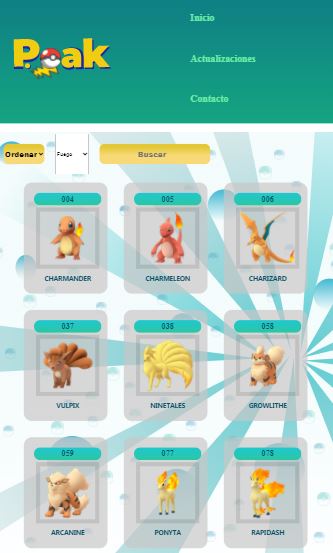 Inicio
Poak
Actualizaciones
Contacto
Ordenar Fuego Buscar
004 005 006
CHARMANDER CHARMELEON CHARIZARD
037 038 058
VULPIX NINETALES GROWLITHE
059 077 078
ARCANINE PONYTA RAPIDASH